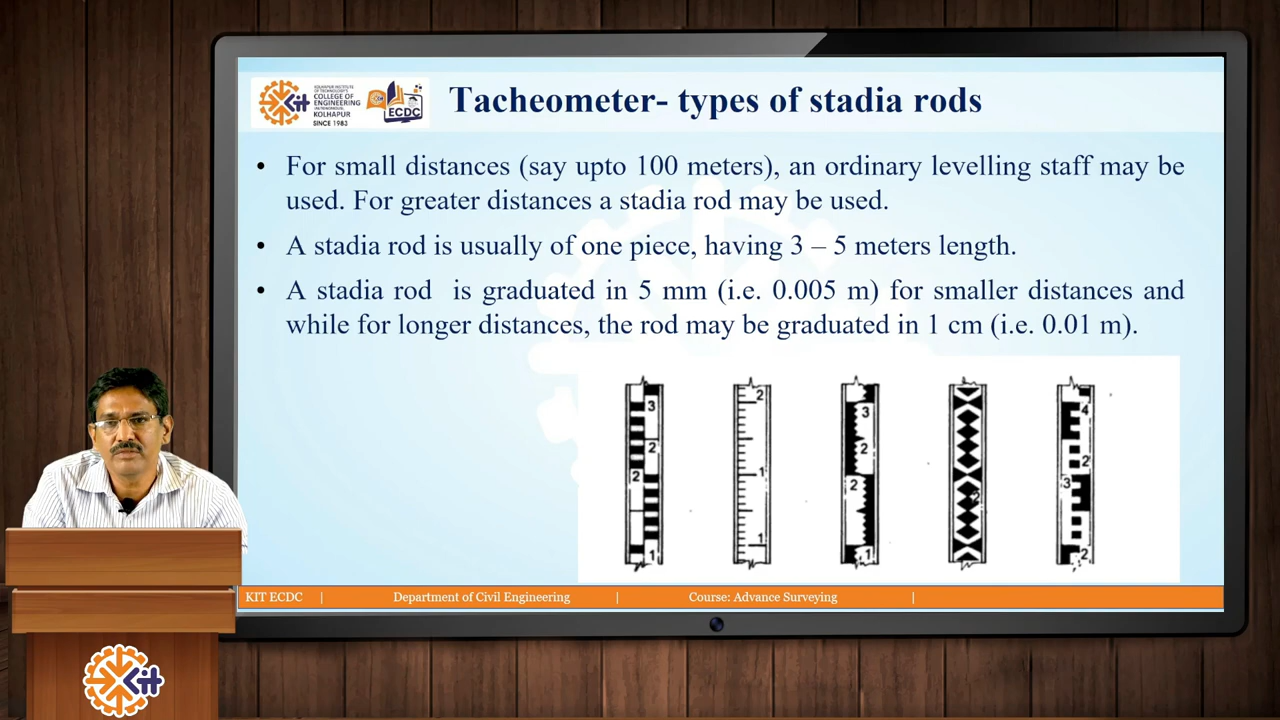 Kit
KOLHAPUR INSTITUTE
OF TECHNOLOGY'S
COLLEGE OF
ENGINEERING
(AUTONOMOUS),
KOLHAPUR
SINCE 1983
ECDC
Tacheometer- types of stadia rods
• For small distances (say upto 100 meters), an ordinary levelling staff may be
used. For greater distances a stadia rod may be used.
• A stadia rod is usually of one piece, having 3 – 5 meters length.
• A stadia rod is graduated in 5 mm (i.e. 0.005 m) for smaller distances and
while for longer distances, the rod may be graduated in 1 cm (i.e. 0.01 m).
3
2
2
1
2
1
1
3
2
2
1
2
4
2
3
2
KIT ECDC | Department of Civil Engineering | Course: Advance Surveying |
Kit